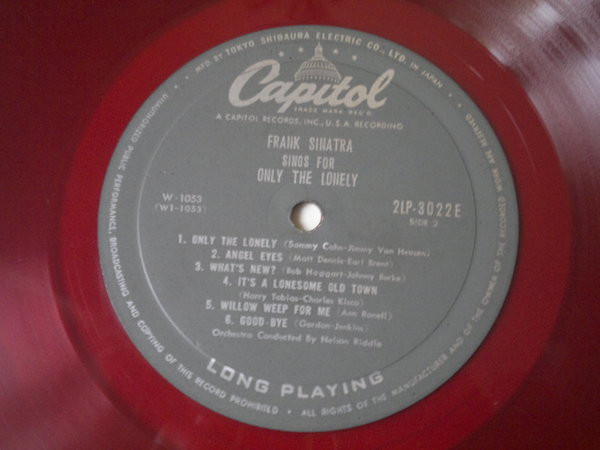 MFD BY TOKYO SHIBAURA ELECTRIC CO., LTD. IN JAPAN.
Capitol
TRADE MARK REG'D
A CAPITOL RECORDS, INC., U.S.A. RECORDING
FRANK SINATRA
SINGS FOR
ONLY THE LONELY
W-1053
(W1-1053)
2LP-3022E
SIDE 2
1. ONLY THE LONELY (Sammy Cahn-Jimmy Van Heusen)
2. ANGEL EYES (Matt Dennis-Earl Brent)
3. WHAT'S NEW? (Bob Haggart-Johnny Burke)
4. IT'S A LONESOME OLD TOWN
(Harry Tobias-Charles Kisco)
5. WILLOW WEEP FOR ME (Ann Ronell)
6. GOOD-BYE (Gordon-Jenkins)
Orchestra Conducted By Nelson Riddle
LONG PLAYING
UNAUTHORIZED PUBLIC PERFORMANCE, BROADCASTING AND COPYING OF THIS RECORD PROHIBITED • ALL RIGHTS OF THE MANUFACTURER AND OF THE OWNER OF THE RECORDED WORK ARE RESERVED